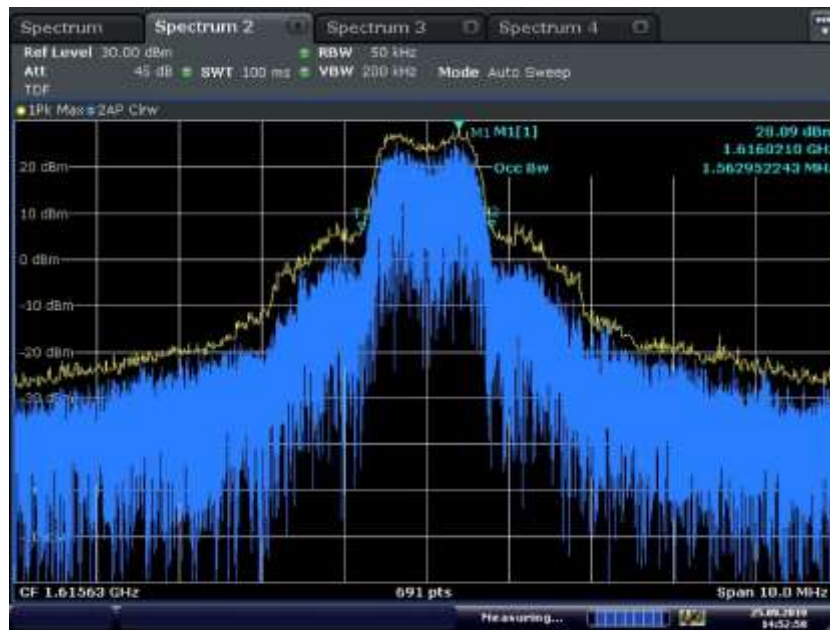 Spectrum Spectrum 2 Spectrum 3 Spectrum 4
Ref Level 30.00 dBm RBW 50 kHz
Att 45 dB SWT 100 ms VBW 200 kHz Mode Auto Sweep
TDF
1Pk Max 2AP Clrw
M1 M1[1] 28.09 dBm
1.6160210 GHz
20 dBm
Occ Bw 1.562952243 MHz
10 dBm
0 dBm
-10 dBm
-20 dBm
CF 1.61563 GHz 691 pts Span 10.0 MHz
Measuring...
14:52:58